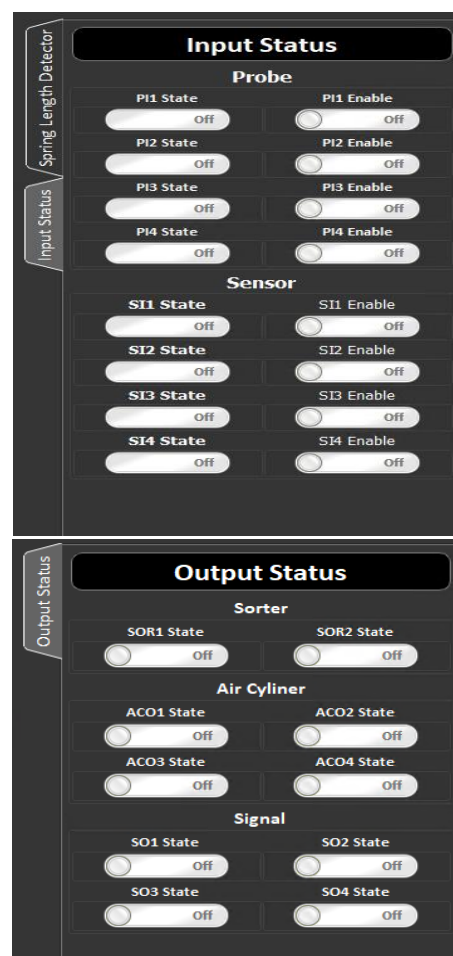 Spring Length Detector
Input Status
Input Status
Probe
PI1 State PI1 Enable
Off Off
PI2 State PI2 Enable
Off Off
PI3 State PI3 Enable
Off Off
PI4 State PI4 Enable
Off Off
Sensor
SI1 State SI1 Enable
Off Off
SI2 State SI2 Enable
Off Off
SI3 State SI3 Enable
Off Off
SI4 State SI4 Enable
Off Off
Output Status
Output Status
Sorter
SOR1 State SOR2 State
Off Off
Air Cyliner
ACO1 State ACO2 State
Off Off
ACO3 State ACO4 State
Off Off
Signal
SO1 State SO2 State
Off Off
SO3 State SO4 State
Off Off